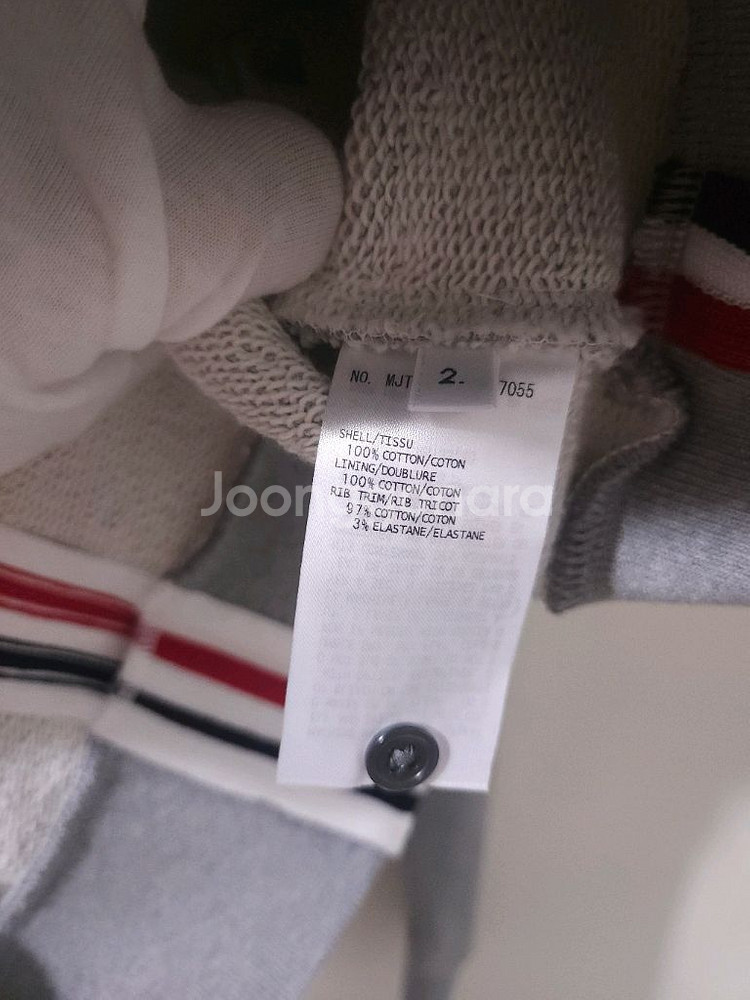 NO. MJT 2. 7055
SHELL/TISSU
100% COTTON/COTON
LINING/DOUBLURE
100% COTTON/COTON
RIB TRIM/RIB TRICOT
97% COTTON/COTON
3% ELASTANE/ELASTANE